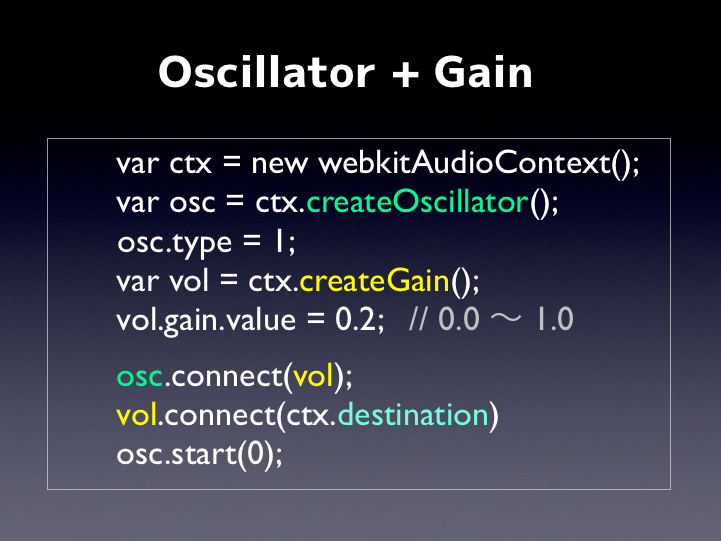 Oscillator + Gain
var ctx = new webkitAudioContext();
var osc = ctx.createOscillator();
osc.type = 1;
var vol = ctx.createGain();
vol.gain.value = 0.2; // 0.0 〜 1.0
osc.connect(vol);
vol.connect(ctx.destination)
osc.start(0);